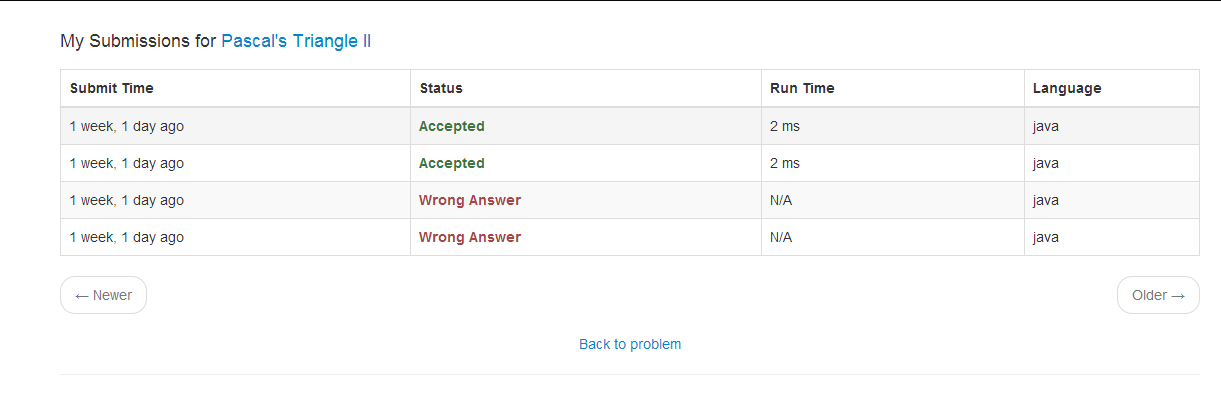 My Submissions for Pascal's Triangle II
Submit Time Status Run Time Language
1 week, 1 day ago Accepted 2 ms java
1 week, 1 day ago Accepted 2 ms java
1 week, 1 day ago Wrong Answer N/A java
1 week, 1 day ago Wrong Answer N/A java
← Newer Older →
Back to problem